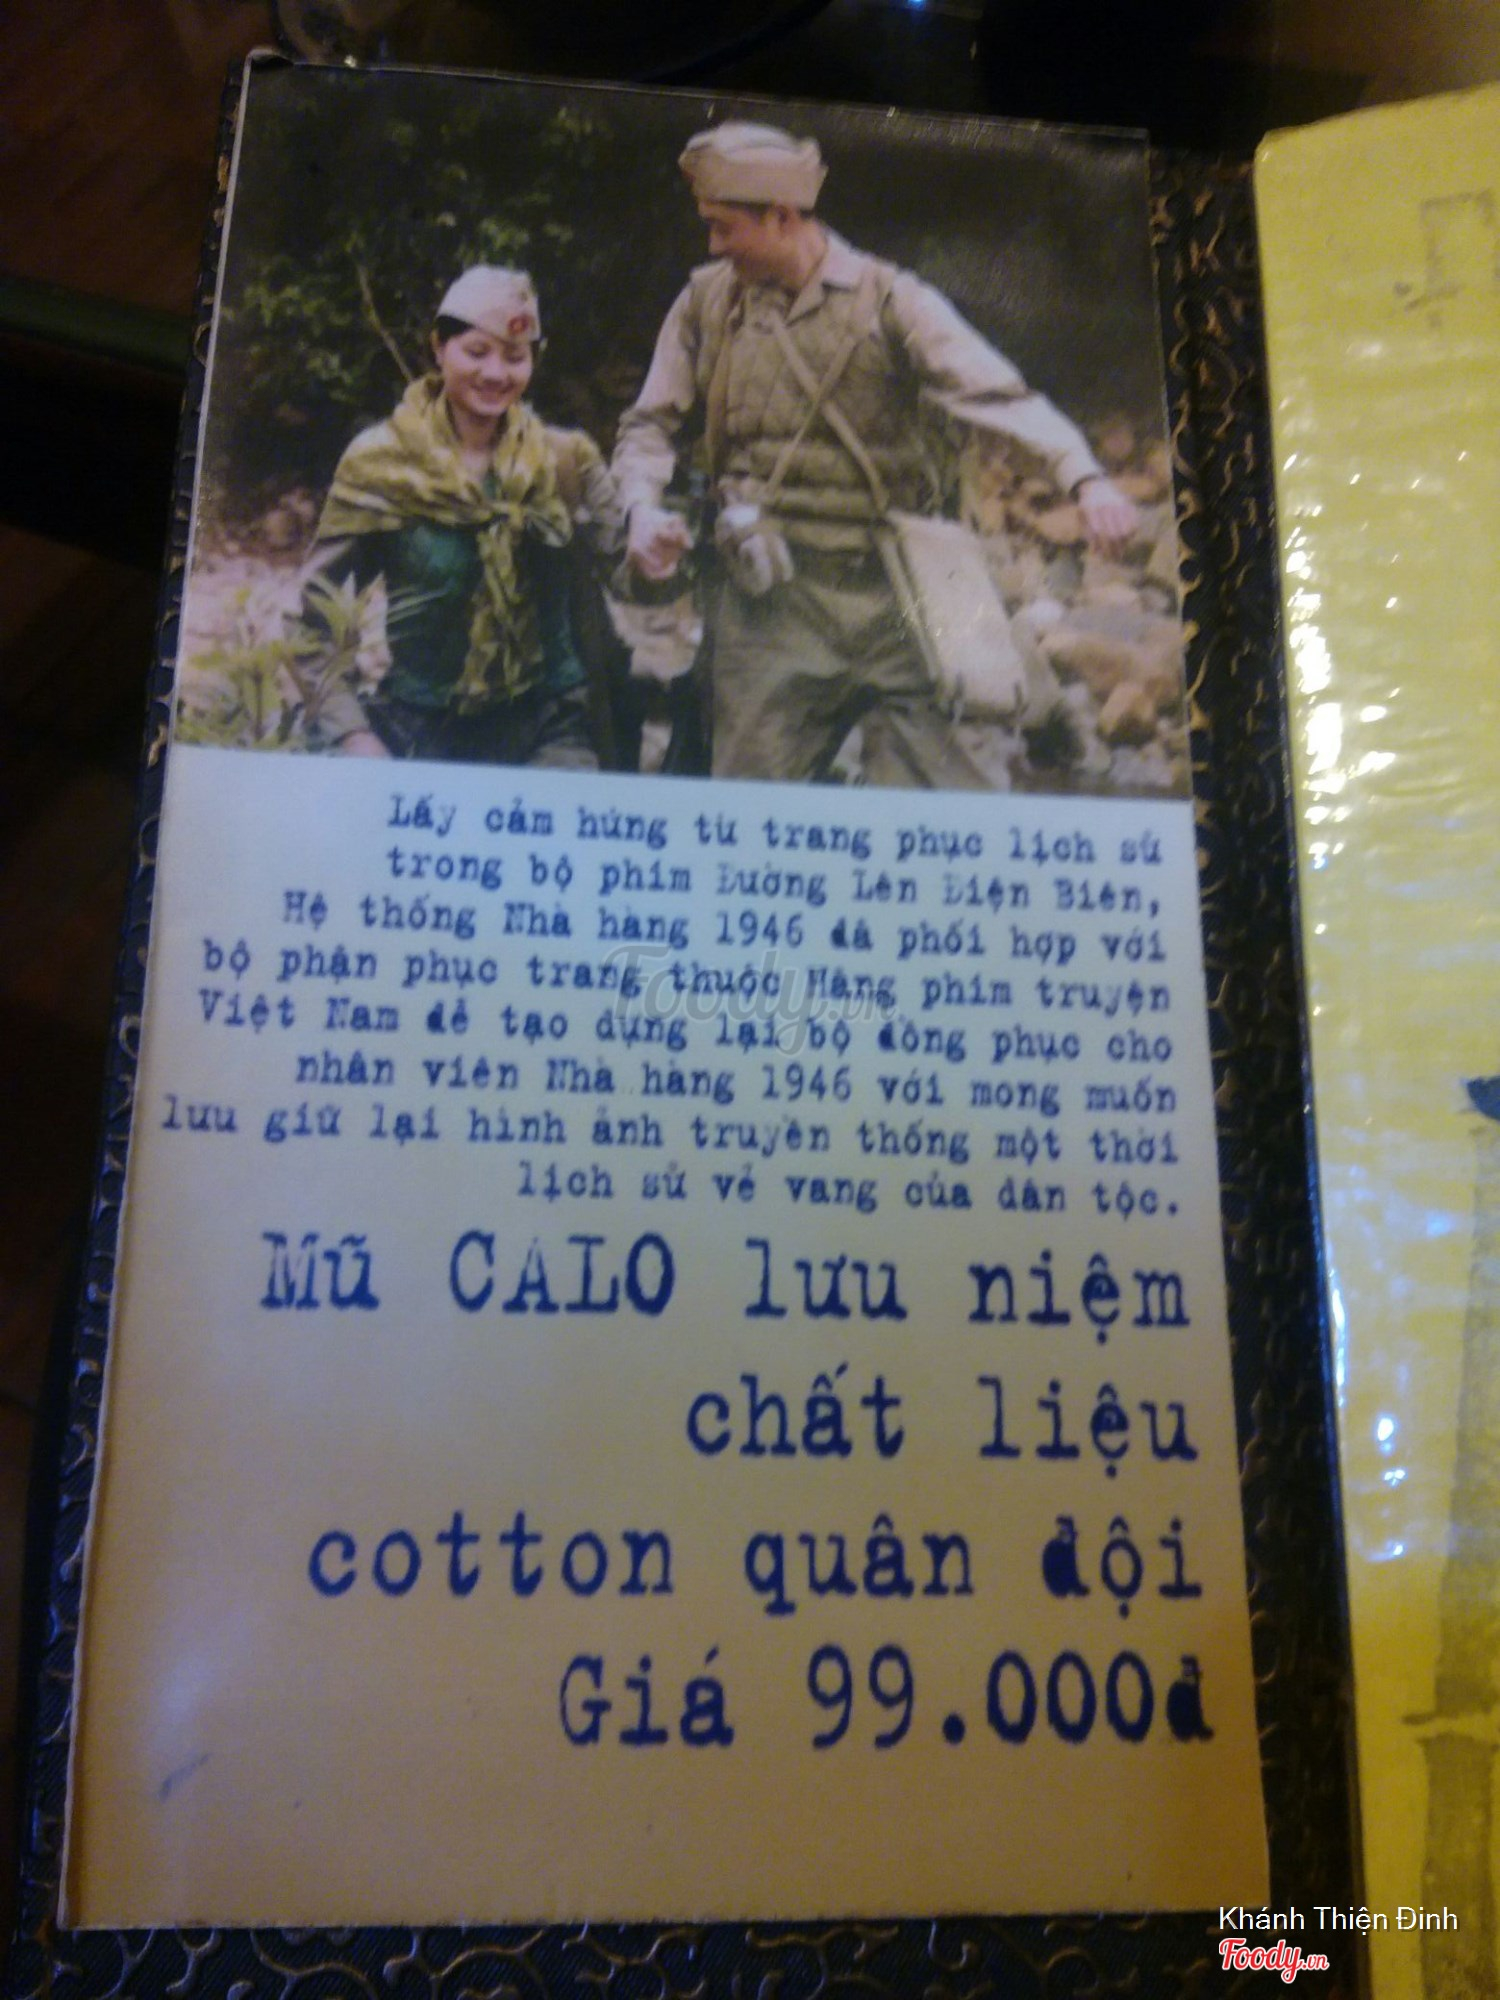 Lấy cảm hứng từ trang phục lịch sử
trong bộ phim Đường Lên Điện Biên,
Hệ thống Nhà hàng 1946 đã phối hợp với
bộ phận phục trang thuộc Hãng phim truyện
Việt Nam để tạo dựng lại bộ đồng phục cho
nhân viên Nhà hàng 1946 với mong muốn
lưu giữ lại hình ảnh truyền thống một thời
lịch sử vẻ vang của dân tộc.
Mũ CALO lưu niệm
chất liệu
cotton quân đội
Giá 99.000đ
Foody.vn
Khánh Thiện Đinh
Foody.vn